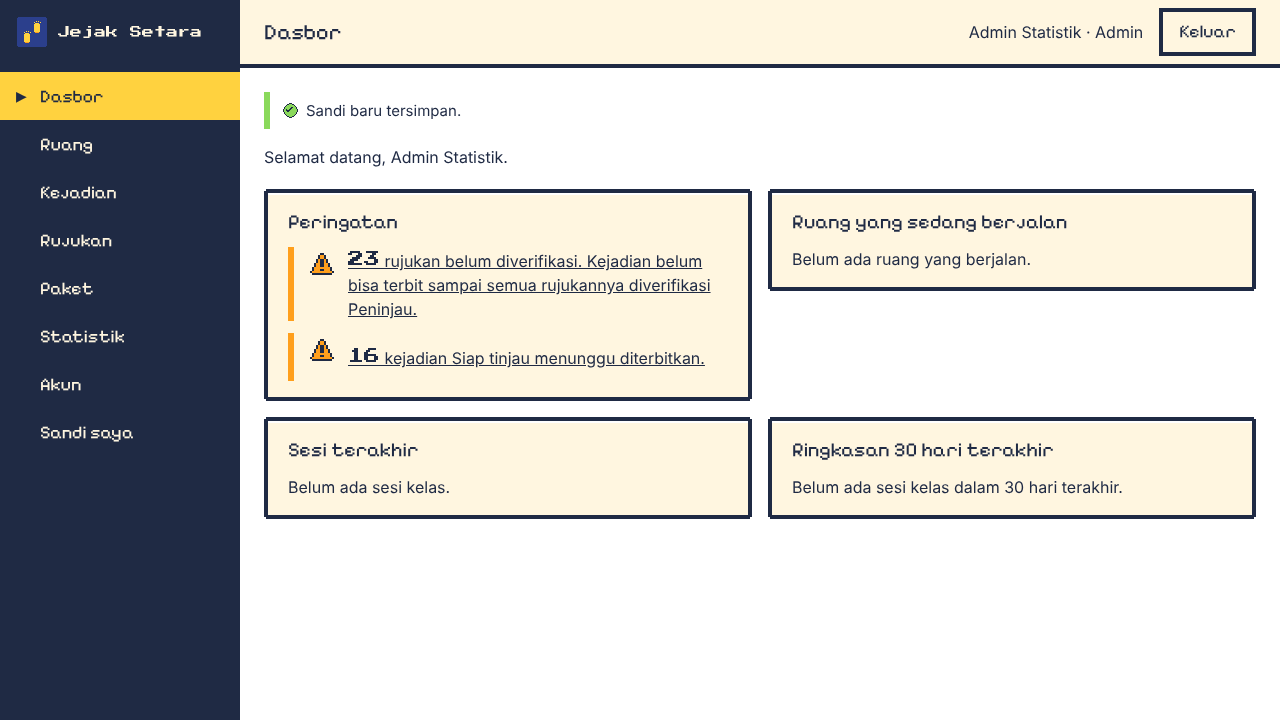 Jejak Setara
Dasbor
Admin Statistik · Admin
Keluar
Dasbor
Ruang
Kejadian
Rujukan
Paket
Statistik
Akun
Sandi saya
Sandi baru tersimpan.
Selamat datang, Admin Statistik.
Peringatan
23 rujukan belum diverifikasi. Kejadian belum
bisa terbit sampai semua rujukannya diverifikasi
Peninjau.
16 kejadian Siap tinjau menunggu diterbitkan.
Ruang yang sedang berjalan
Belum ada ruang yang berjalan.
Sesi terakhir
Belum ada sesi kelas.
Ringkasan 30 hari terakhir
Belum ada sesi kelas dalam 30 hari terakhir.